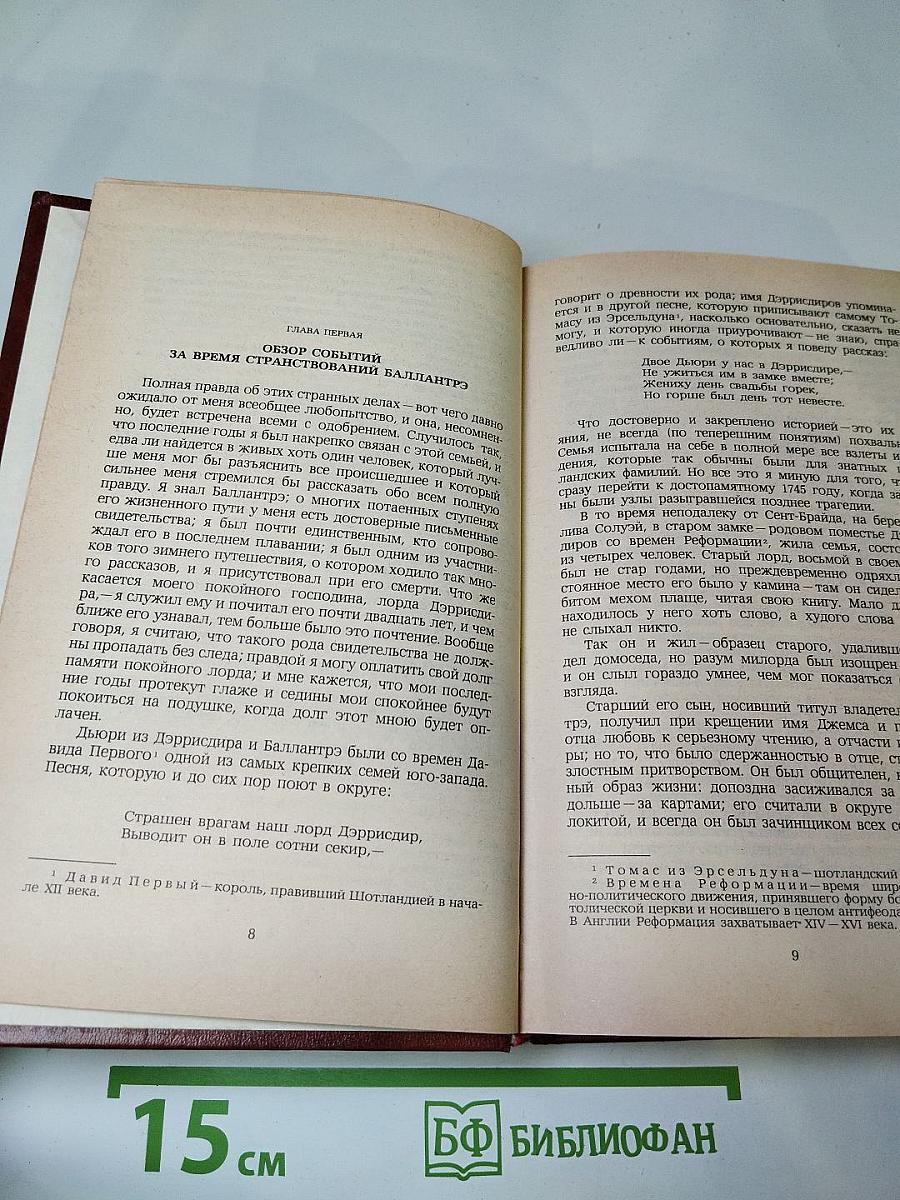 ГЛАВА ПЕРВАЯ
ОБЗОР СОБЫТИЙ
ЗА ВРЕМЯ СТРАНСТВОВАНИЙ БАЛЛАНТРЭ
Полная правда об этих странных делах — вот чего давно
ожидало от меня всеобщее любопытство, и она, несомнен-
но, будет встречена всеми с одобрением. Случилось так,
что последние годы я был накрепко связан с этой семьей, и
едва ли найдется в живых хоть один человек, который луч-
ше меня мог бы разъяснить все происшедшее и который
сильнее меня стремился бы рассказать обо всем полную
правду. Я знал Баллантрэ; о многих потаенных ступенях
его жизненного пути у меня есть достоверные письменные
свидетельства; я был почти единственным, кто сопрово-
ждал его в последнем плавании; я был одним из участни-
ков того зимнего путешествия, о котором ходило так мно-
го рассказов, и я присутствовал при его смерти. Что же
касается моего покойного господина, лорда Дэррисди-
ра, — я служил ему и почитал его почти двадцать лет, и чем
ближе его узнавал, тем больше было это почтение. Вообще
говоря, я считаю, что такого рода свидетельства не долж-
ны пропадать без следа; правдой я могу оплатить свой долг
памяти покойного лорда; и мне кажется, что мои послед-
ние годы протекут глаже и седины мои спокойнее будут
покоиться на подушке, когда долг этот мною будет оп-
лачен.
Дьюри из Дэррисдира и Баллантрэ были со времен Да-
вида Первого¹ одной из самых крепких семей юго-запада.
Песня, которую и до сих пор поют в округе:
Страшен врагам наш лорд Дэррисдир,
Выводит он в поле сотни секир, —
¹ Давид Первый — король, правивший Шотландией в нача-
ле XII века.
8
говорит о древности их рода; имя Дэррисдиров упомина-
ется и в другой песне, которую приписывают самому То-
масу из Эрсельдуна¹, насколько основательно, сказать не
могу, и которую иногда приурочивают — не знаю, спра-
ведливо ли — к событиям, о которых я поведу рассказ:
Двое Дьюри у нас в Дэррисдире, —
Не ужиться им в замке вместе;
Жениху день свадьбы горек,
Но горше был день тот невесте.
Что достоверно и закреплено историей — это их
яния, не всегда (по теперешним понятиям) похваль
Семья испытала на себе в полной мере все взлеты и
дения, которые так обычны были для знатных
ландских фамилий. Но все это я миную для того, ч
сразу перейти к достопамятному 1745 году, когда за
ны были узлы разыгравшейся позднее трагедии.
В то время неподалеку от Сент-Брайда, на бере
лива Солуэй, в старом замке — родовом поместье Д
диров со времен Реформации², жила семья, состо
из четырех человек. Старый лорд, восьмой в своем
был не стар годами, но преждевременно одряхл
стоянное место его было у камина — там он сидел
битом мехом плаще, читая свою книгу. Мало д
находилось у него хоть слово, а худого слова
не слыхал никто.
Так он и жил — образец старого, удаливше
дел домоседа, но разум милорда был изощрен
и он слыл гораздо умнее, чем мог показаться
взгляда.
Старший его сын, носивший титул владетел
трэ, получил при крещении имя Джемса и п
отца любовь к серьезному чтению, а отчасти и
ры; но то, что было сдержанностью в отце, ст
злостным притворством. Он был общителен,
ный образ жизни: допоздна засиживался за
дольше — за картами; его считали в округе
локитой, и всегда он был зачинщиком всех сс
¹ Томас из Эрсельдуна — шотландский
² Времена Реформации — время широ
но-политического движения, принявшего форму бо
толической церкви и носившего в целом антифеода
В Англии Реформация захватывает XIV — XVI века.
9
15 см
БФ БИБЛИОФАН